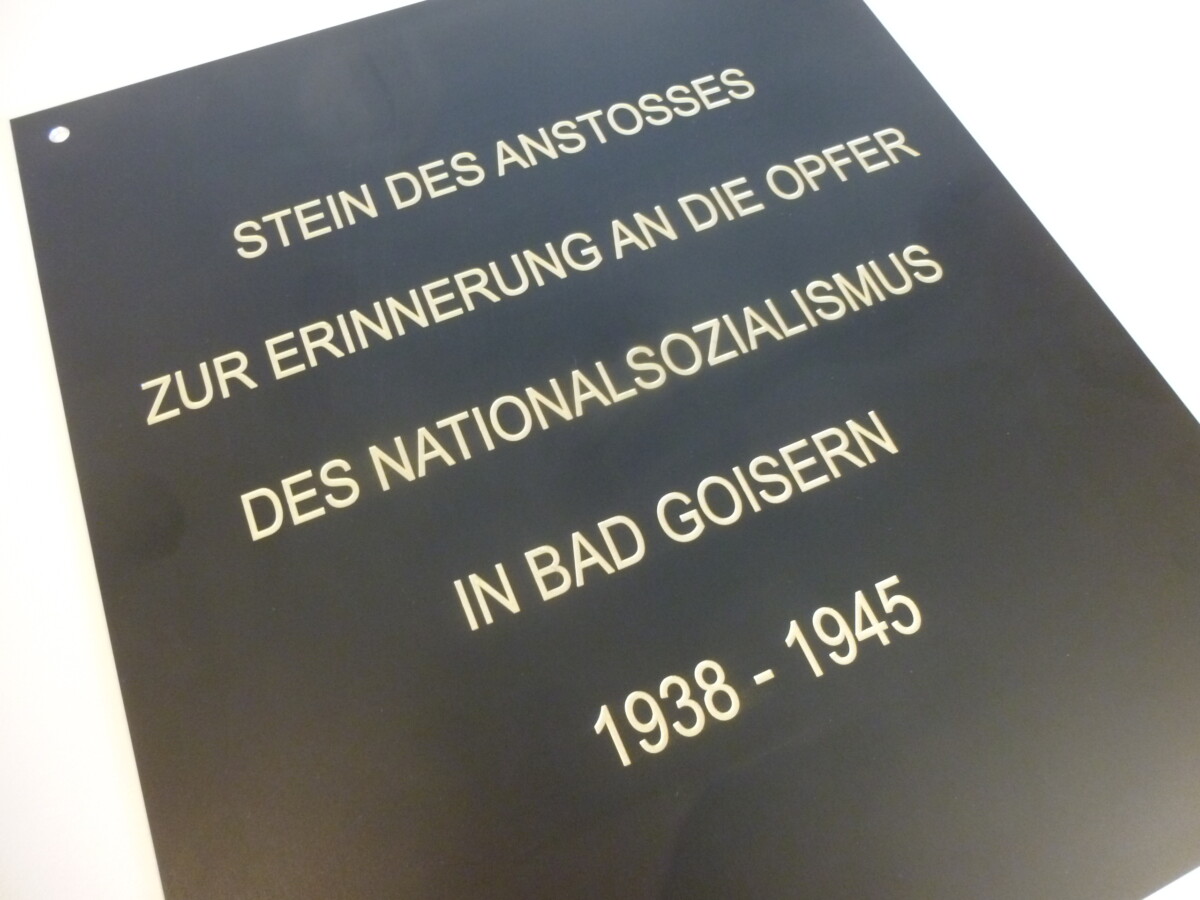 STEIN DES ANSTOSSES
ZUR ERINNERUNG AN DIE OPFER
DES NATIONALSOZIALISMUS
IN BAD GOISERN
1938 - 1945